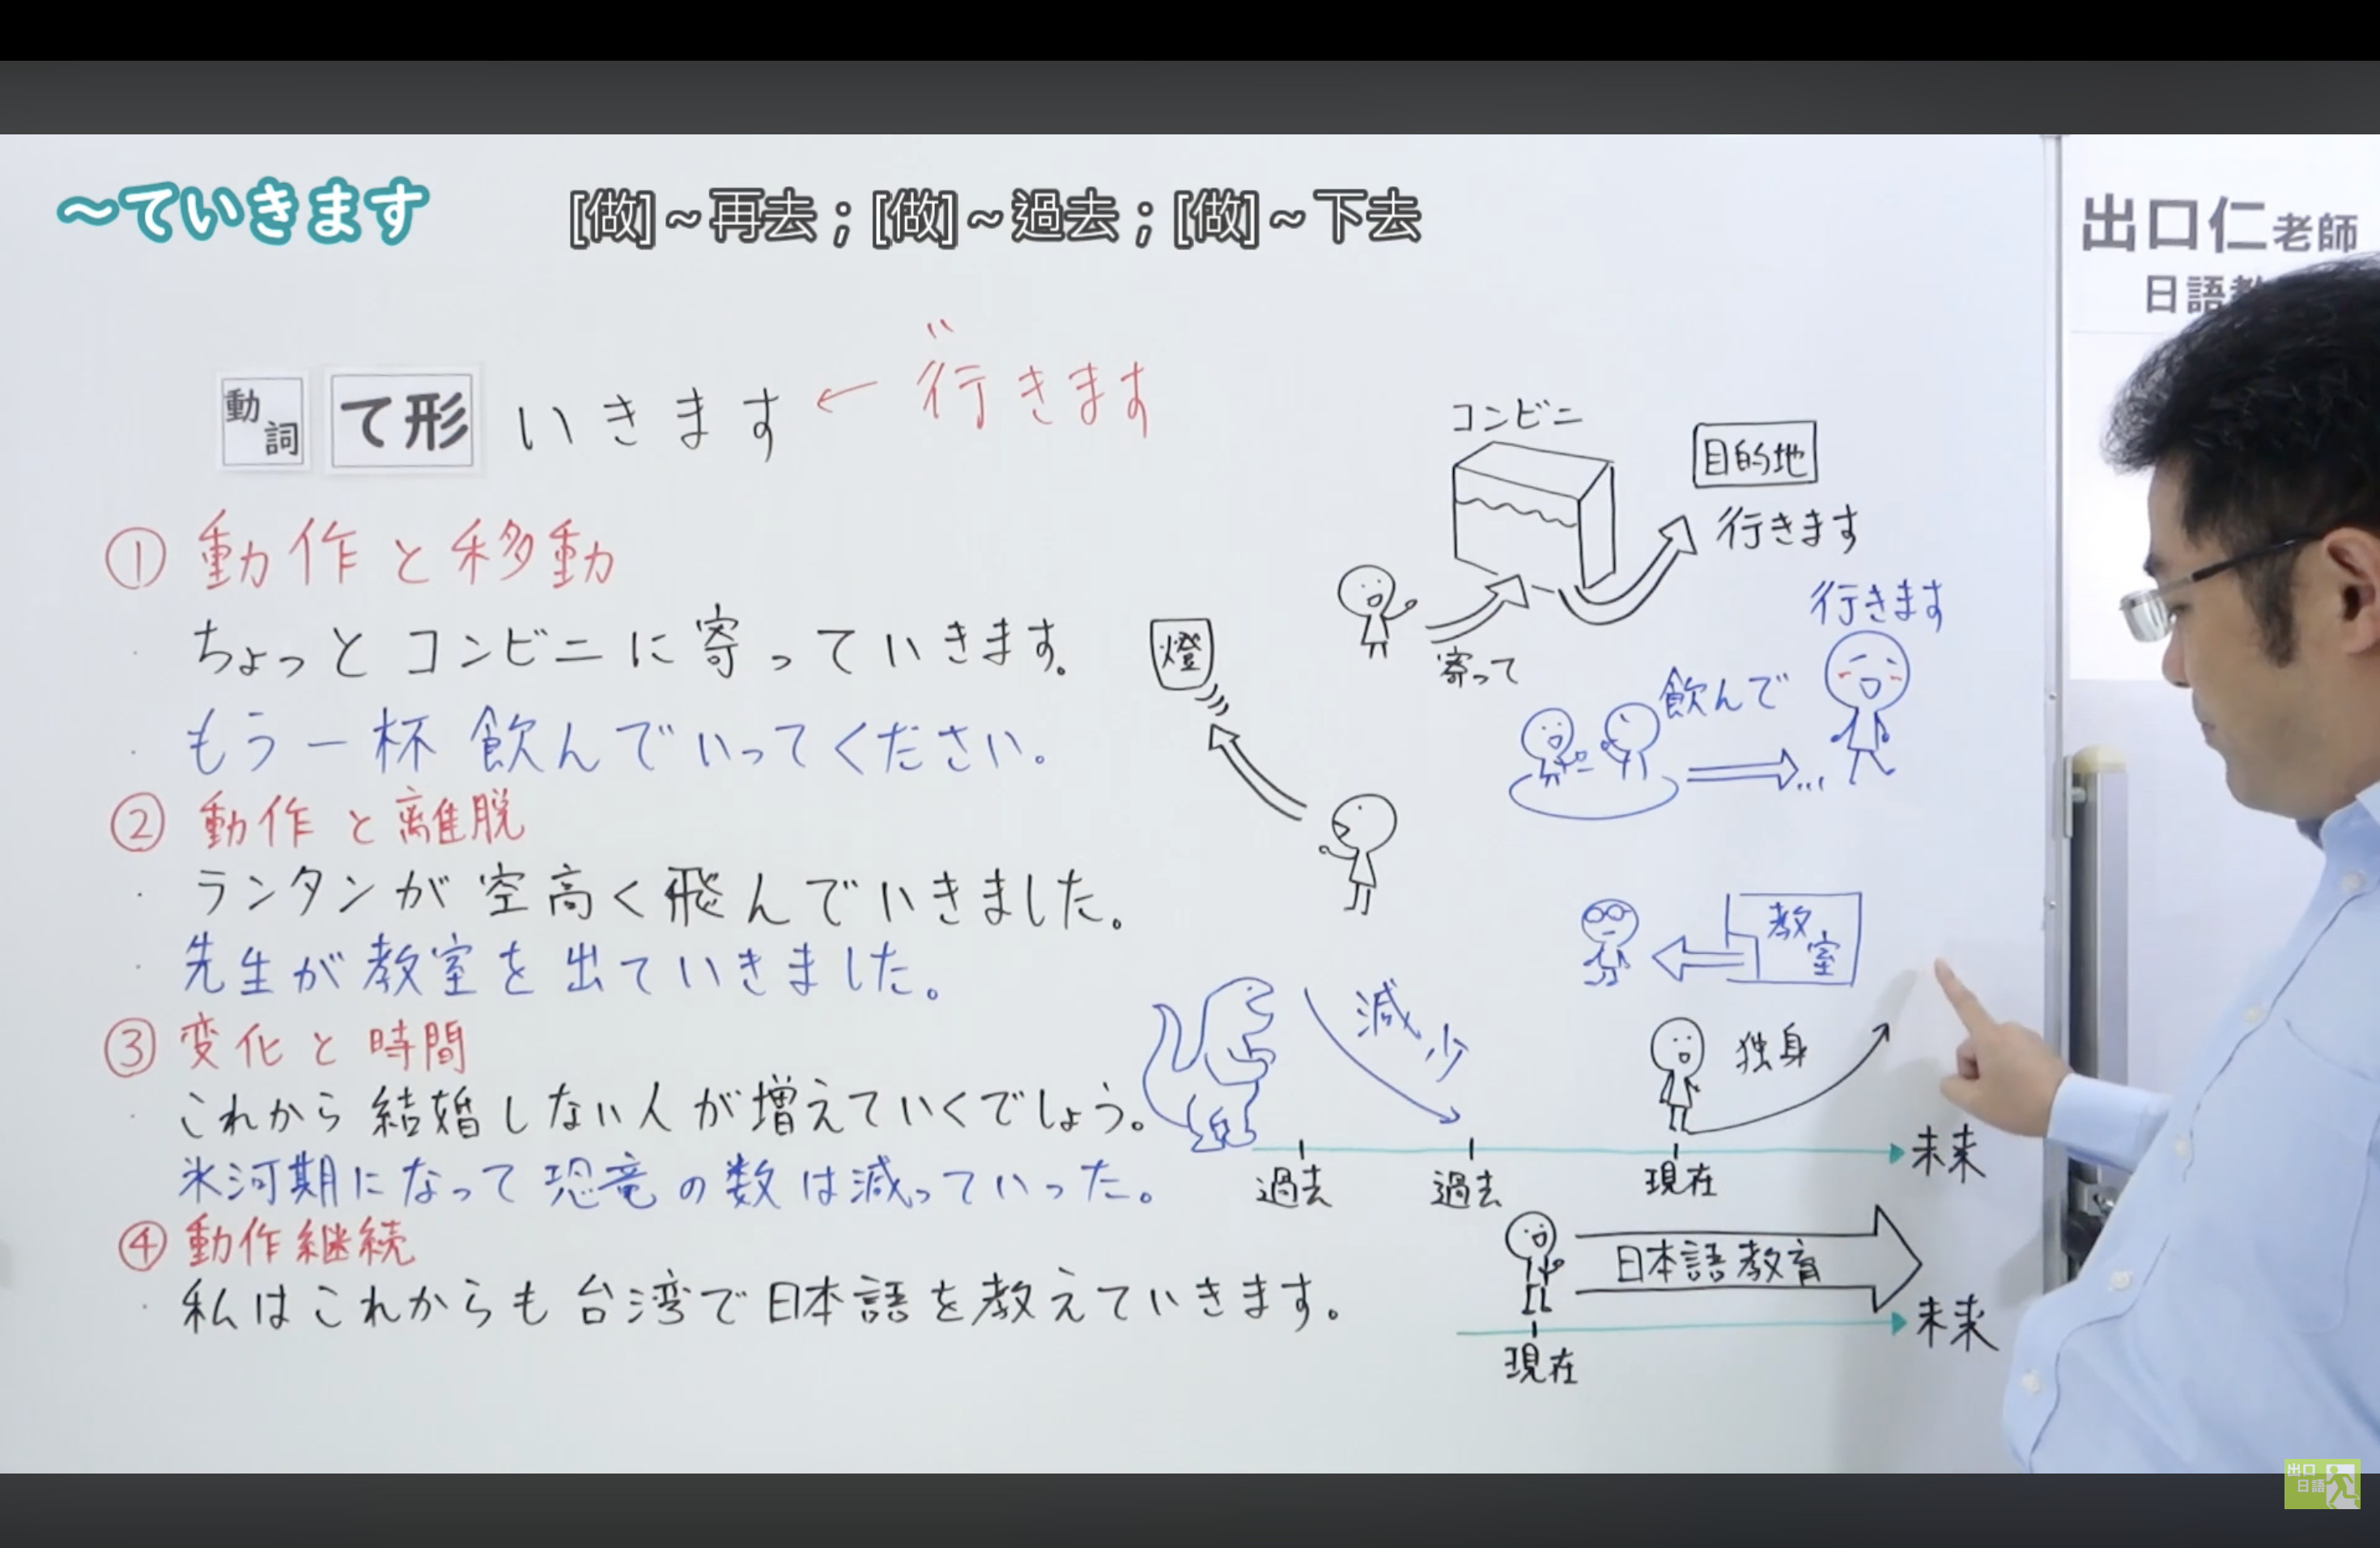 ～ていきます
[做]~再去；[做]~過去；[做]~下去
出口仁老師
日語
動詞 て形 いきます ← 行きます
① 動作と移動
ちょっとコンビニに寄っていきます。
もう一杯飲んでいってください。
② 動作と離脱
ランタンが空高く飛んでいきました。
先生が教室を出ていきました。
③ 変化と時間
これから結婚しない人が増えていくでしょう。
氷河期になって恐竜の数は減っていった。
④ 動作継続
私はこれからも台湾で日本語を教えていきます。
コンビニ
目的地
行きます
寄って
燈
飲んで
行きます
教室
減少
独身
過去
過去
現在
未来
日本語教育
現在
未来
出口
日語